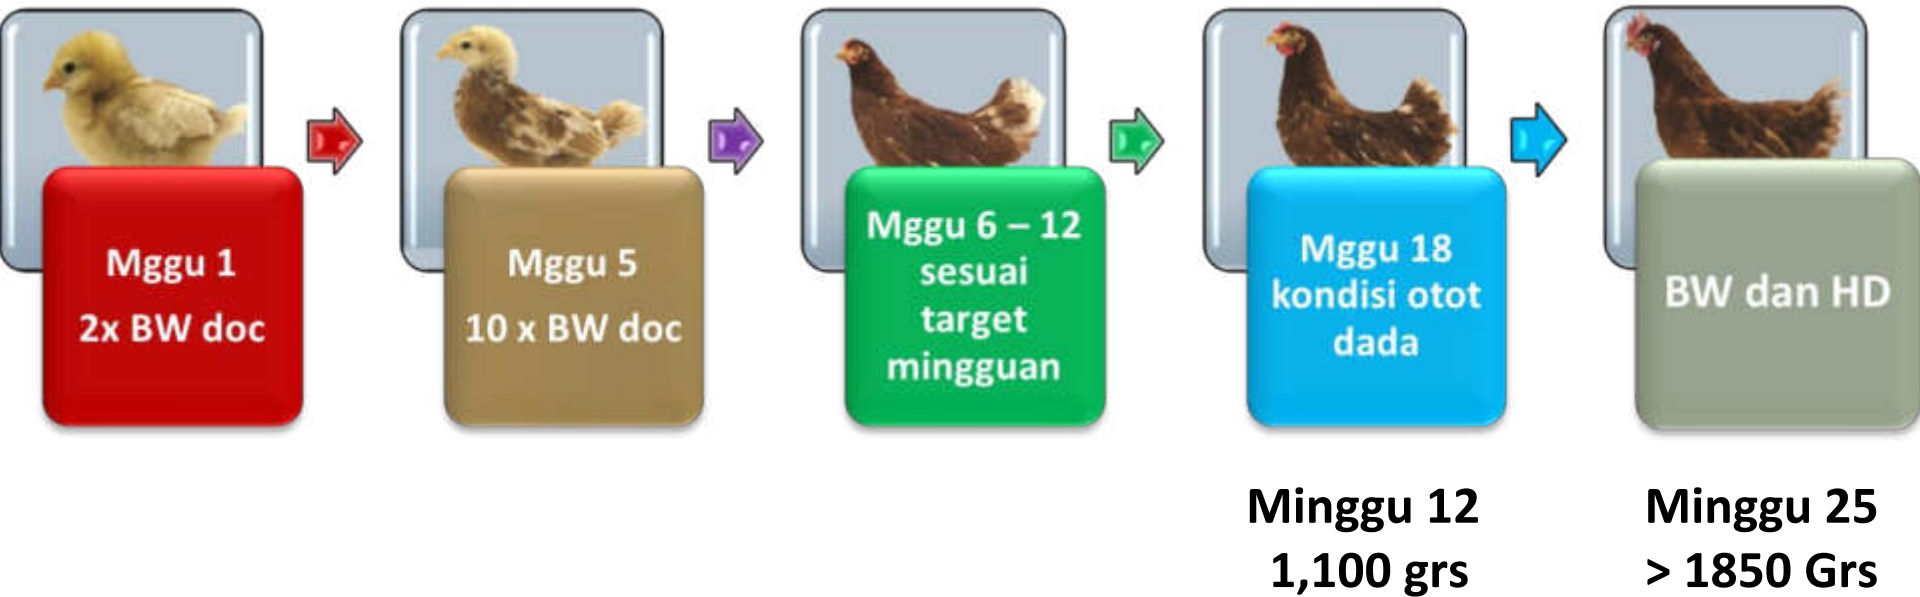 Mggu 1
2x BW doc
Mggu 5
10 x BW doc
Mggu 6 – 12
sesuai
target
mingguan
Mggu 18
kondisi otot
dada
BW dan HD
Minggu 12
1,100 grs
Minggu 25
> 1850 Grs